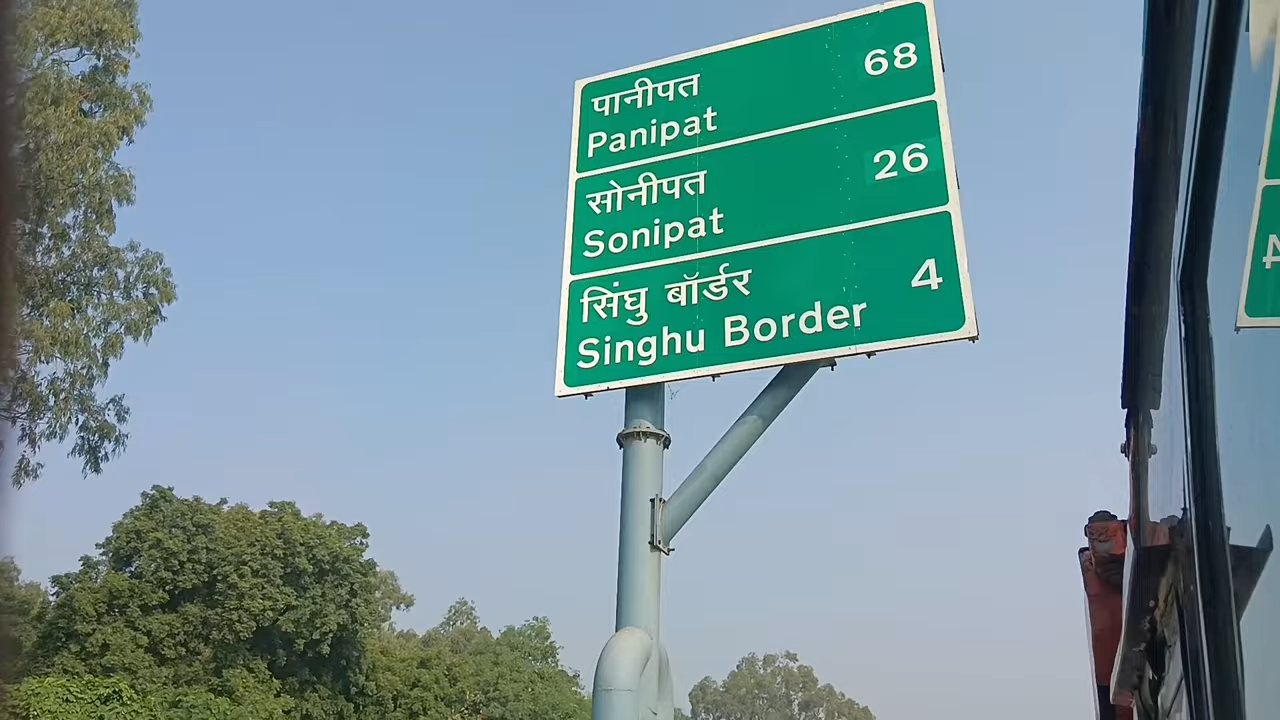 पानीपत 68
Panipat
सोनीपत 26
Sonipat
सिंघु बॉर्डर 4
Singhu Border